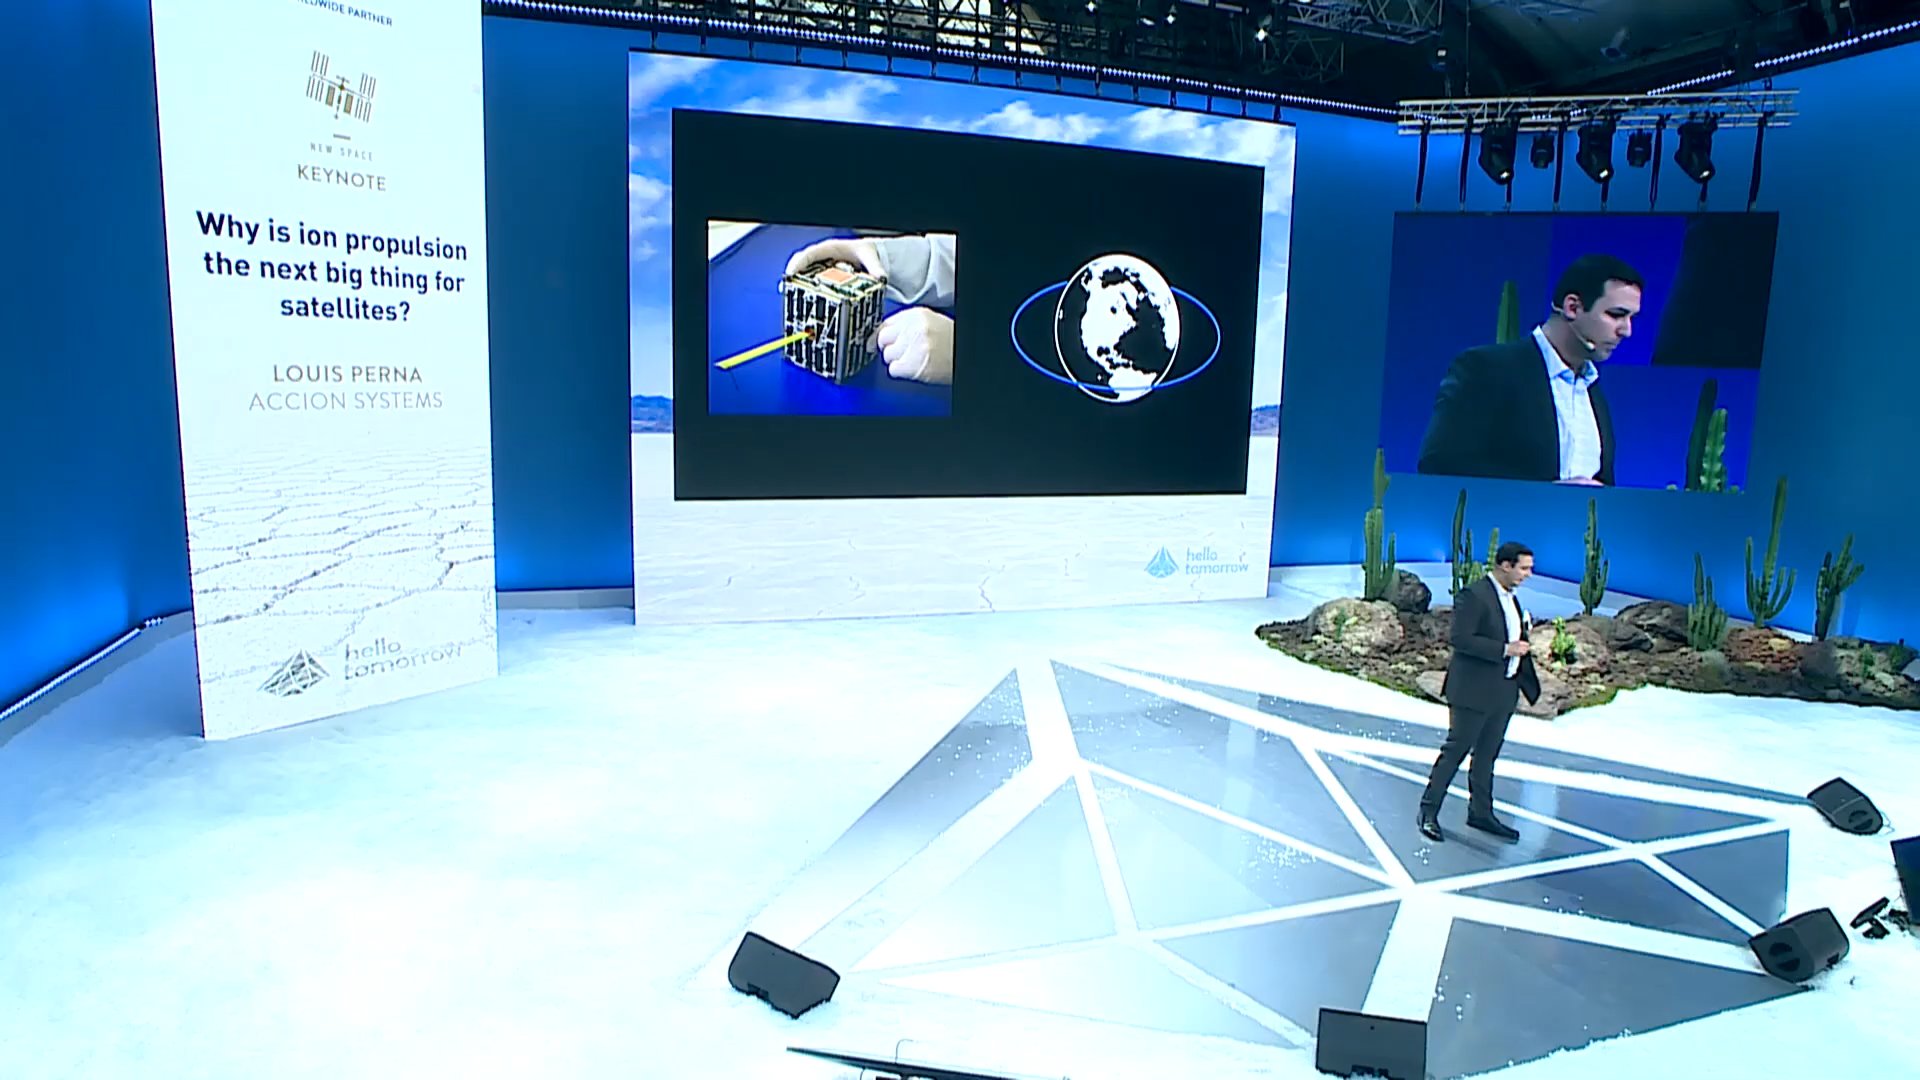 WIDE PARTNER
NEW SPACE
KEYNOTE
Why is ion propulsion
the next big thing for
satellites?
LOUIS PERNA
ACCION SYSTEMS
hello
tomorrow
hello
tomorrow